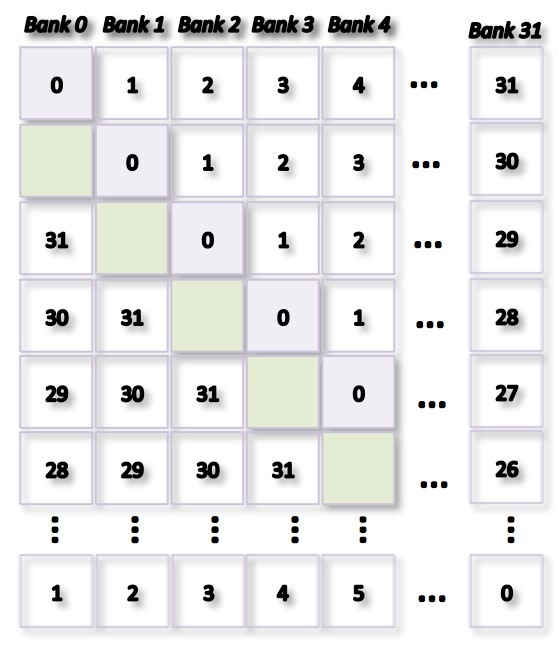 Bank 0 Bank 1 Bank 2 Bank 3 Bank 4 Bank 31
0 1 2 3 4 ... 31
0 1 2 3 ... 30
31 0 1 2 ... 29
30 31 0 1 ... 28
29 30 31 0 ... 27
28 29 30 31 ... 26
⋮ ⋮ ⋮ ⋮ ⋮ ⋮
1 2 3 4 5 ... 0